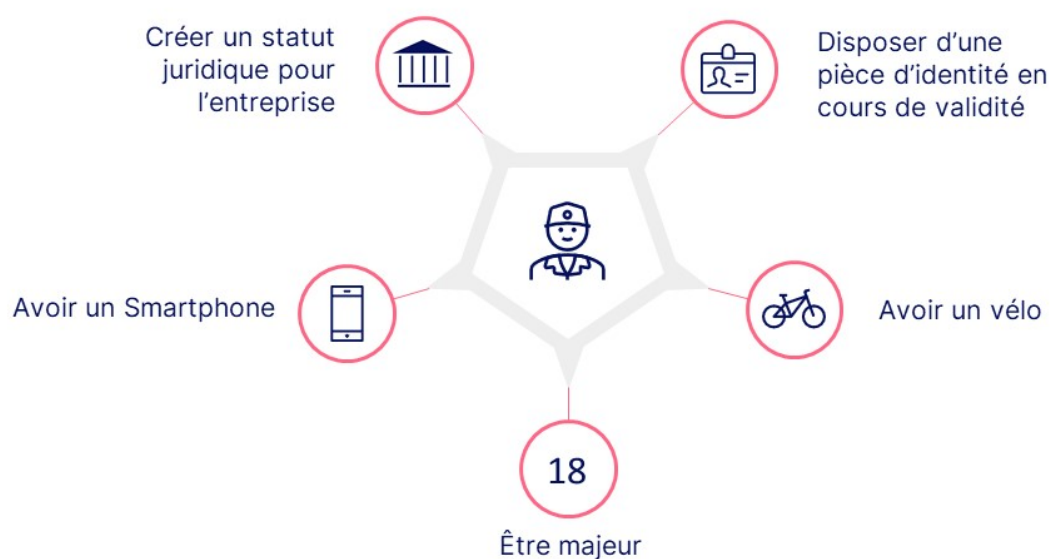 Créer un statut
juridique pour
l’entreprise
Disposer d’une
pièce d’identité en
cours de validité
Avoir un Smartphone
Avoir un vélo
18
Être majeur